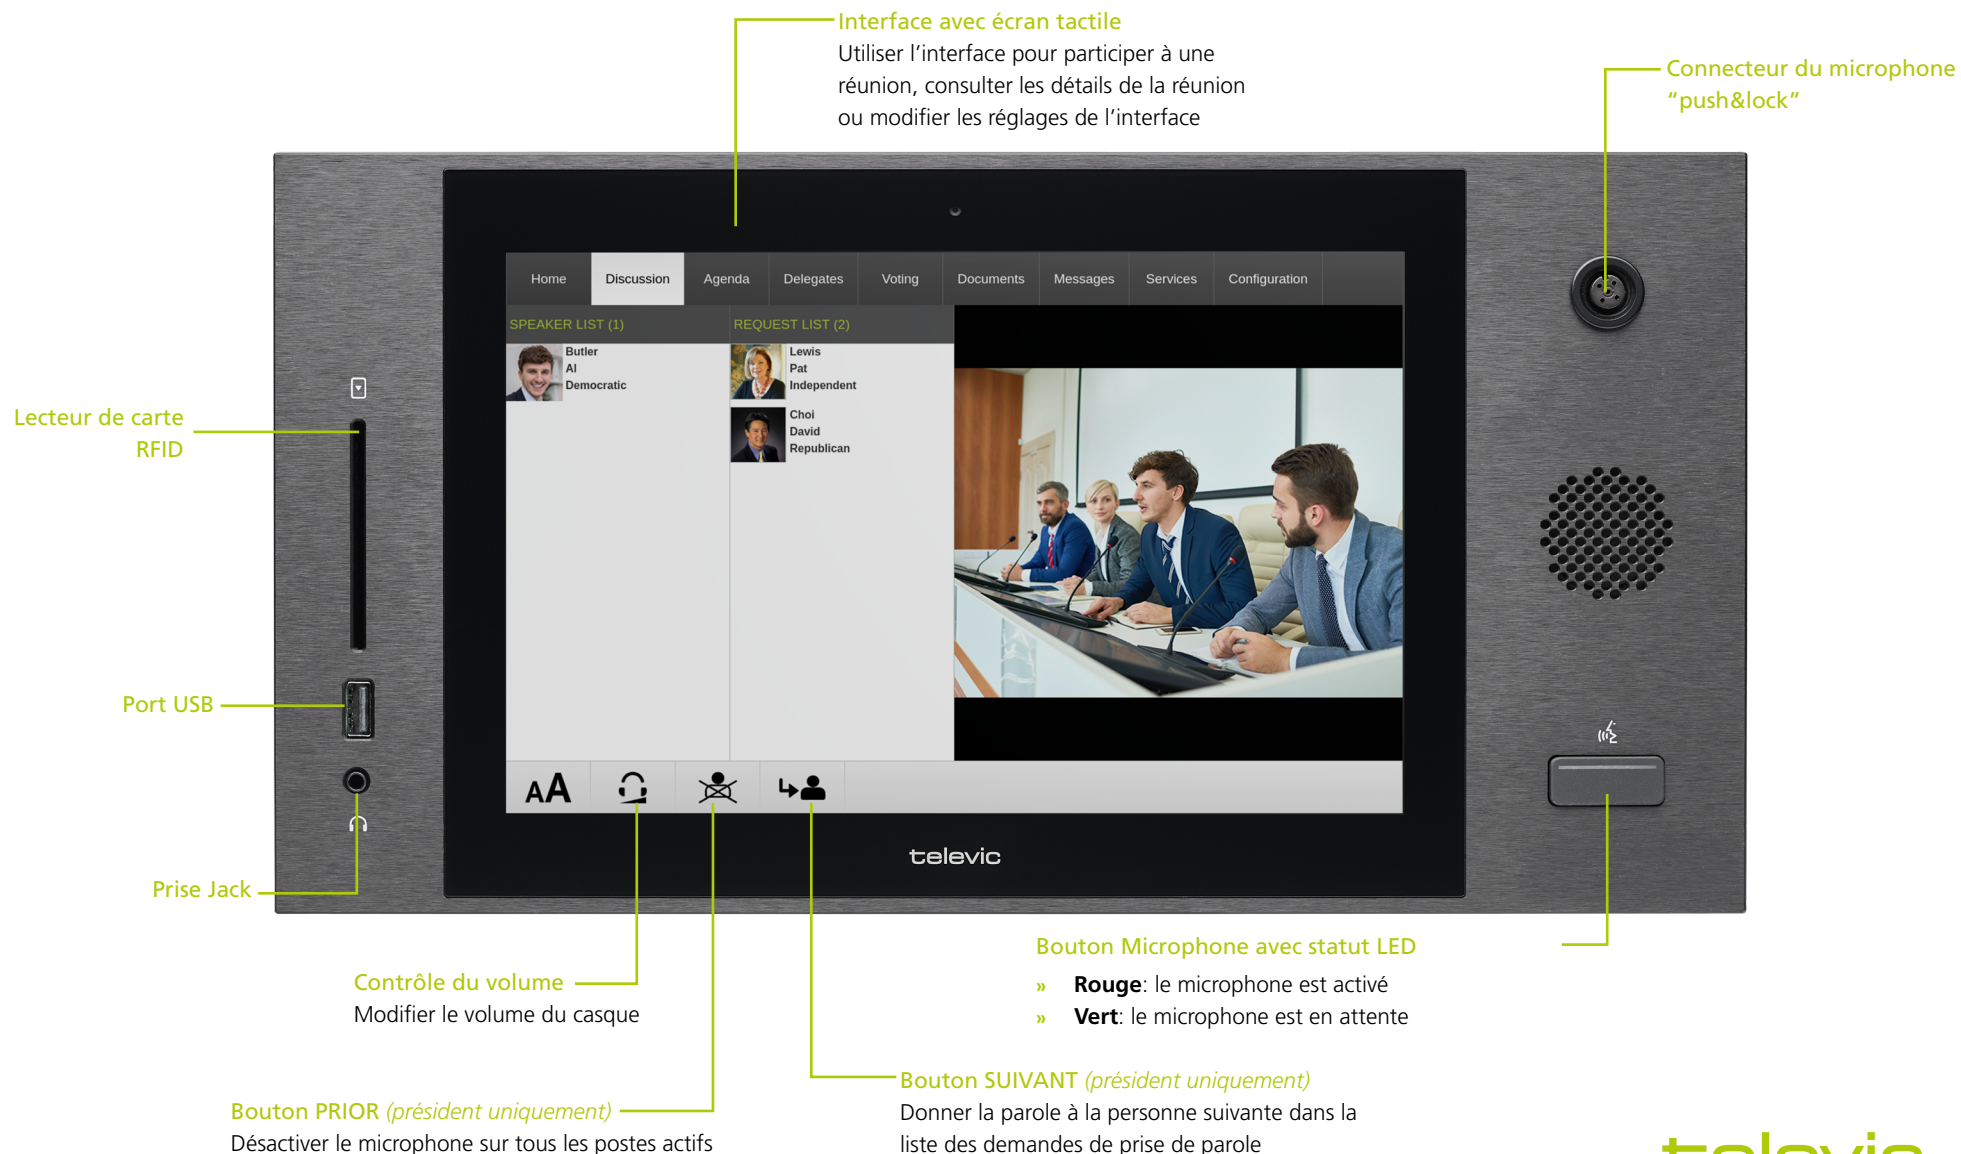 Interface avec écran tactile
Utiliser l’interface pour participer à une
réunion, consulter les détails de la réunion
ou modifier les réglages de l’interface
Connecteur du microphone
“push&lock”
Home Discussion Agenda Delegates Voting Documents Messages Services Configuration
SPEAKER LIST (1)
Butler
Al
Democratic
REQUEST LIST (2)
Lewis
Pat
Independent
Choi
David
Republican
Lecteur de carte
RFID
Port USB
Prise Jack
AA
televic
Contrôle du volume
Modifier le volume du casque
Bouton Microphone avec statut LED
» Rouge: le microphone est activé
» Vert: le microphone est en attente
Bouton PRIOR (président uniquement)
Désactiver le microphone sur tous les postes actifs
Bouton SUIVANT (président uniquement)
Donner la parole à la personne suivante dans la
liste des demandes de prise de parole
televic